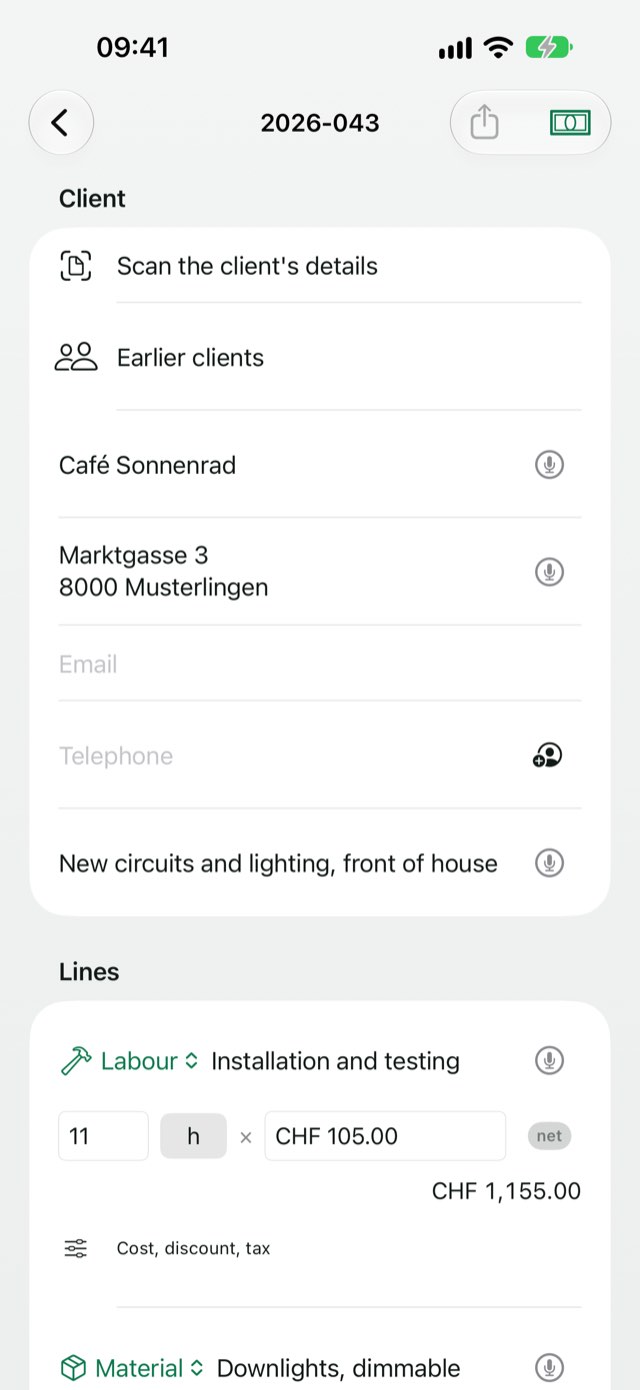 09:41
2026-043
Client
Scan the client's details
Earlier clients
Café Sonnenrad
Marktgasse 3
8000 Musterlingen
Email
Telephone
New circuits and lighting, front of house
Lines
Labour Installation and testing
11 h × CHF 105.00 net
CHF 1,155.00
Cost, discount, tax
Material Downlights, dimmable